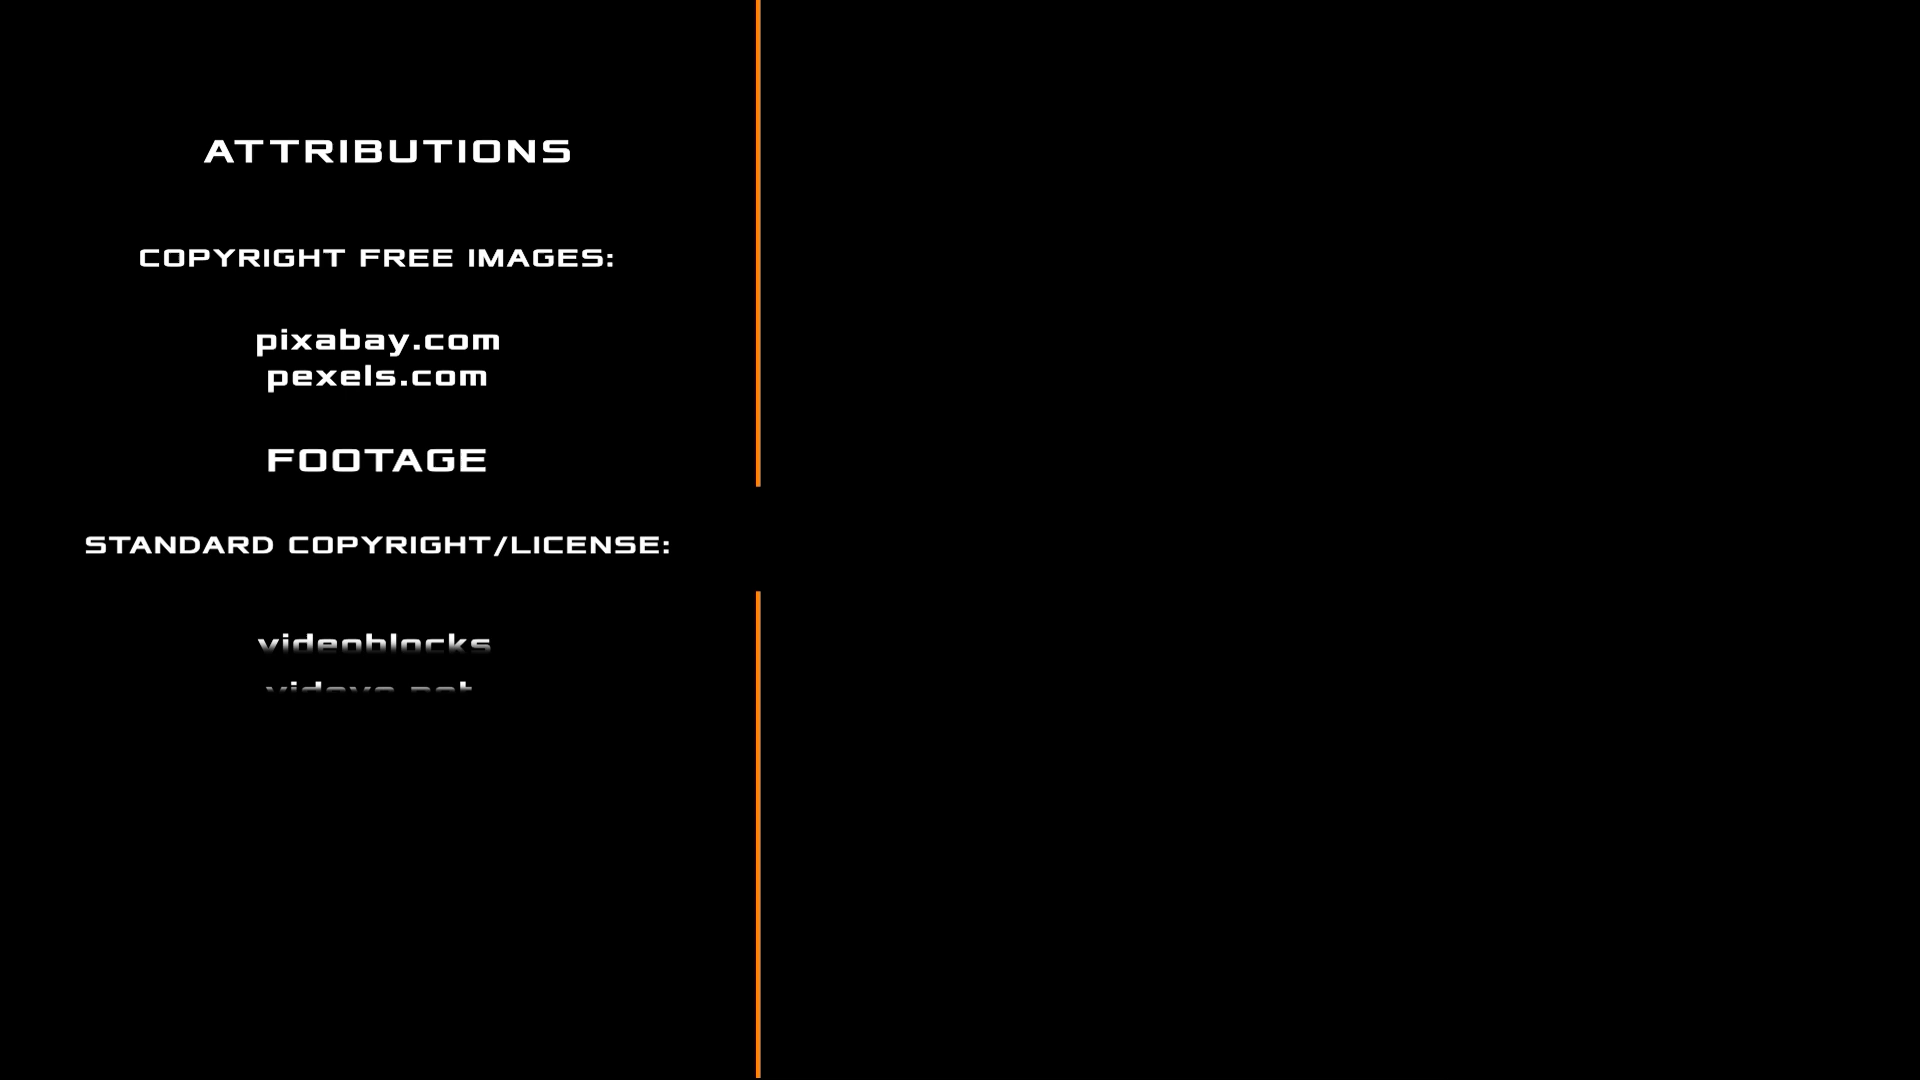 ATTRIBUTIONS
COPYRIGHT FREE IMAGES:
pixabay.com
pexels.com
FOOTAGE
STANDARD COPYRIGHT/LICENSE:
videoblocks